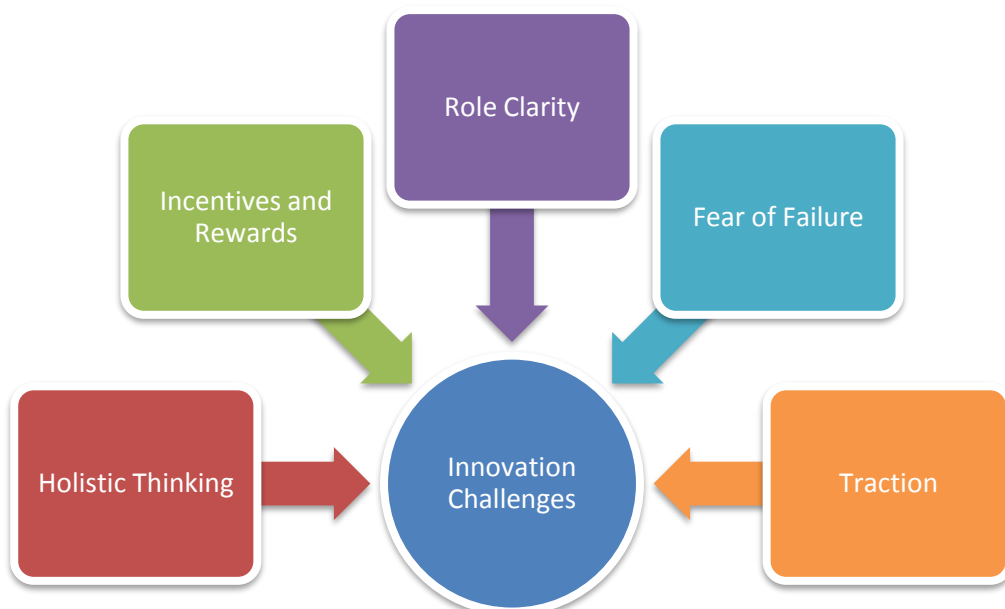 Role Clarity
Incentives and
Rewards
Fear of Failure
Holistic Thinking
Innovation
Challenges
Traction